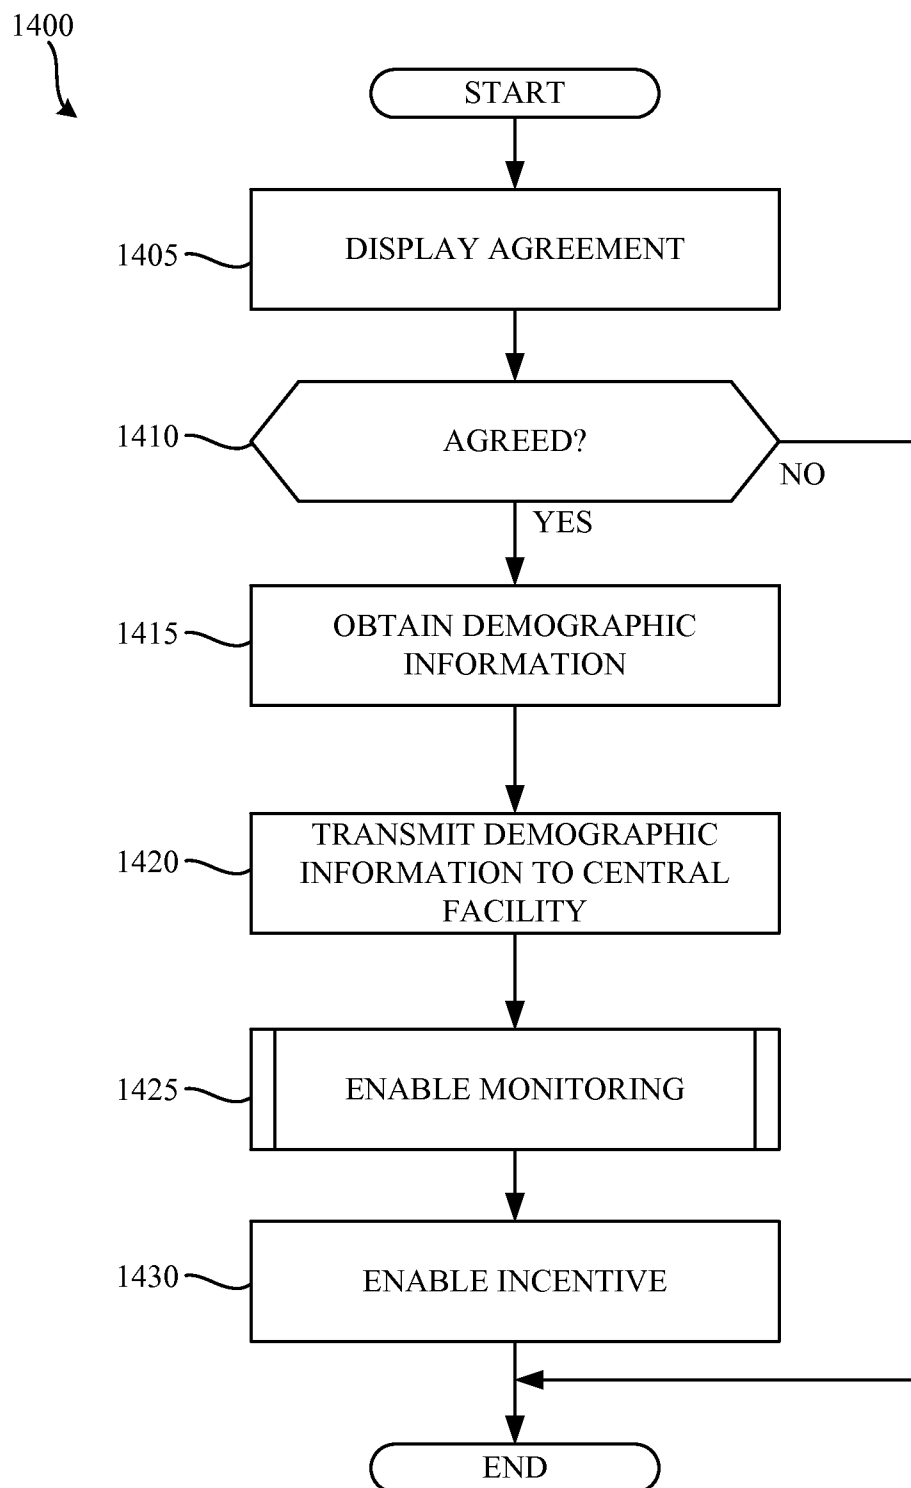 1400
START
1405
DISPLAY AGREEMENT
1410
AGREED?
NO
YES
1415
OBTAIN DEMOGRAPHIC
INFORMATION
1420
TRANSMIT DEMOGRAPHIC
INFORMATION TO CENTRAL
FACILITY
1425
ENABLE MONITORING
1430
ENABLE INCENTIVE
END